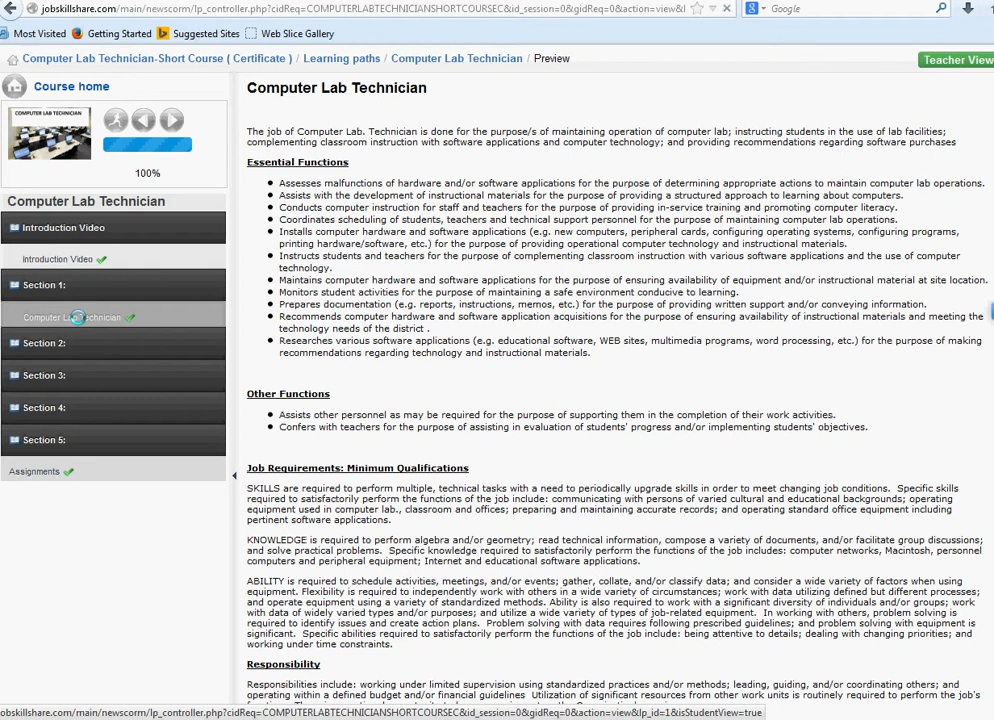 jobskillshare.com/main/newscorm/lp_controller.php?cidReq=COMPUTERLABTECHNICIANSHORTCOURSEC&id_session=0&gidReq=0&action=view&l
Google
Most Visited Getting Started Suggested Sites Web Slice Gallery
Computer Lab Technician-Short Course ( Certificate ) / Learning paths / Computer Lab Technician / Preview
Teacher View
Course home
COMPUTER LAB TECHNICIAN
100%
Computer Lab Technician
Introduction Video
Introduction Video
Section 1:
Computer Lab Technician
Section 2:
Section 3:
Section 4:
Section 5:
Assignments
Computer Lab Technician
The job of Computer Lab. Technician is done for the purpose/s of maintaining operation of computer lab; instructing students in the use of lab facilities;
complementing classroom instruction with software applications and computer technology; and providing recommendations regarding software purchases
Essential Functions
Assesses malfunctions of hardware and/or software applications for the purpose of determining appropriate actions to maintain computer lab operations.
Assists with the development of instructional materials for the purpose of providing a structured approach to learning about computers.
Conducts computer instruction for staff and teachers for the purpose of providing in-service training and promoting computer literacy.
Coordinates scheduling of students, teachers and technical support personnel for the purpose of maintaining computer lab operations.
Installs computer hardware and software applications (e.g. new computers, peripheral cards, configuring operating systems, configuring programs,
printing hardware/software, etc.) for the purpose of providing operational computer technology and instructional materials.
Instructs students and teachers for the purpose of complementing classroom instruction with various software applications and the use of computer
technology.
Maintains computer hardware and software applications for the purpose of ensuring availability of equipment and/or instructional material at site location.
Monitors student activities for the purpose of maintaining a safe environment conducive to learning.
Prepares documentation (e.g. reports, instructions, memos, etc.) for the purpose of providing written support and/or conveying information.
Recommends computer hardware and software application acquisitions for the purpose of ensuring availability of instructional materials and meeting the
technology needs of the district .
Researches various software applications (e.g. educational software, WEB sites, multimedia programs, word processing, etc.) for the purpose of making
recommendations regarding technology and instructional materials.
Other Functions
Assists other personnel as may be required for the purpose of supporting them in the completion of their work activities.
Confers with teachers for the purpose of assisting in evaluation of students' progress and/or implementing students' objectives.
Job Requirements: Minimum Qualifications
SKILLS are required to perform multiple, technical tasks with a need to periodically upgrade skills in order to meet changing job conditions. Specific skills
required to satisfactorily perform the functions of the job include: communicating with persons of varied cultural and educational backgrounds; operating
equipment used in computer lab., classroom and offices; preparing and maintaining accurate records; and operating standard office equipment including
pertinent software applications.
KNOWLEDGE is required to perform algebra and/or geometry; read technical information, compose a variety of documents, and/or facilitate group discussions;
and solve practical problems. Specific knowledge required to satisfactorily perform the functions of the job includes: computer networks, Macintosh, personnel
computers and peripheral equipment; Internet and educational software applications.
ABILITY is required to schedule activities, meetings, and/or events; gather, collate, and/or classify data; and consider a wide variety of factors when using
equipment. Flexibility is required to independently work with others in a wide variety of circumstances; work with data utilizing defined but different processes;
and operate equipment using a variety of standardized methods. Ability is also required to work with a significant diversity of individuals and/or groups; work
with data of widely varied types and/or purposes; and utilize a wide variety of types of job-related equipment. In working with others, problem solving is
required to identify issues and create action plans. Problem solving with data requires following prescribed guidelines; and problem solving with equipment is
significant. Specific abilities required to satisfactorily perform the functions of the job include: being attentive to details; dealing with changing priorities; and
working under time constraints.
Responsibility
Responsibilities include: working under limited supervision using standardized practices and/or methods; leading, guiding, and/or coordinating others; and
operating within a defined budget and/or financial guidelines Utilization of significant resources from other work units is routinely required to perform the job's
obskillshare.com/main/newscorm/lp_controller.php?cidReq=COMPUTERLABTECHNICIANSHORTCOURSEC&id_session=0&gidReq=0&action=view&lp_id=1&isStudentView=true